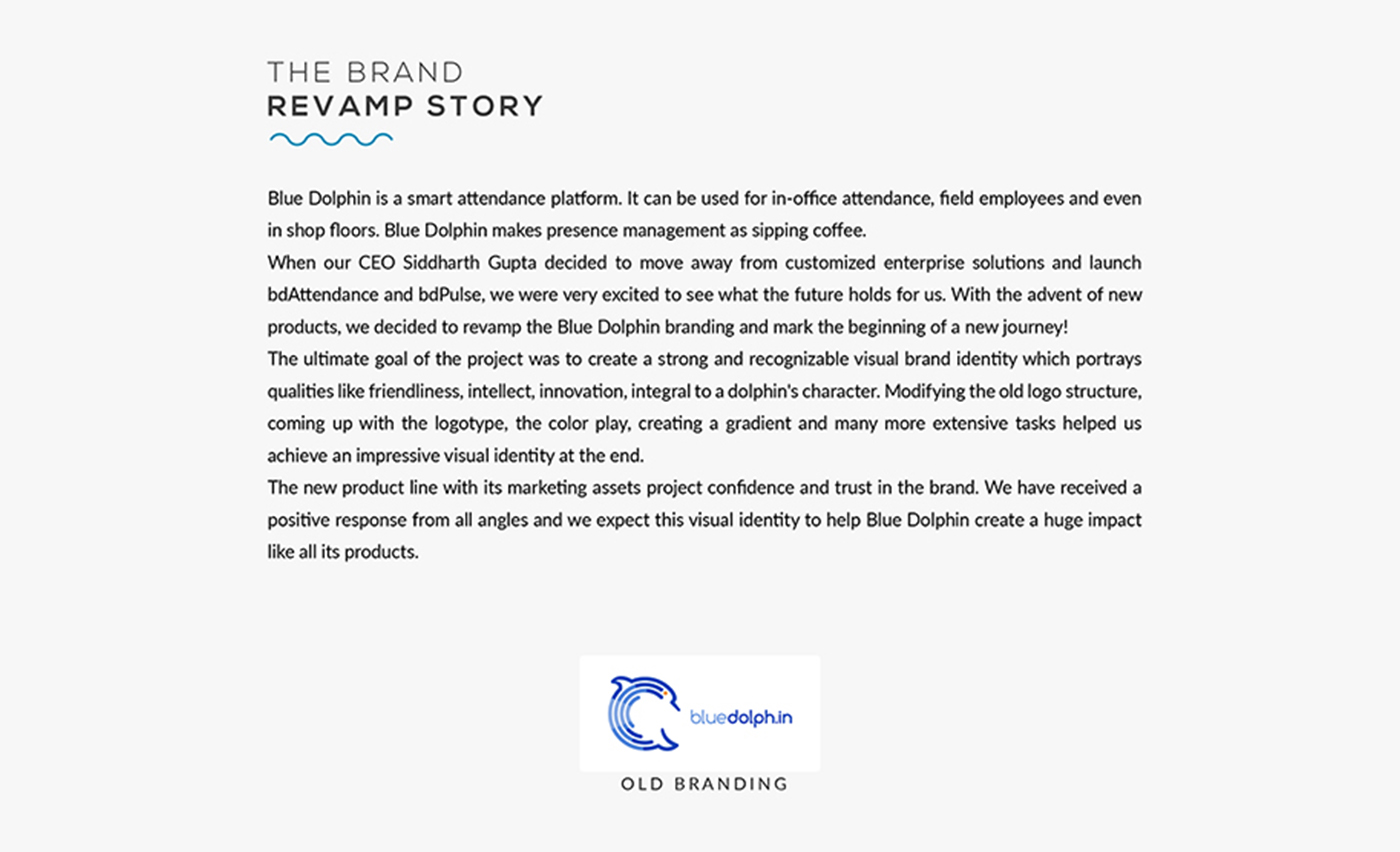 THE BRAND
REVAMP STORY
Blue Dolphin is a smart attendance platform. It can be used for in-office attendance, field employees and even
in shop floors. Blue Dolphin makes presence management as sipping coffee.
When our CEO Siddharth Gupta decided to move away from customized enterprise solutions and launch
bdAttendance and bdPulse, we were very excited to see what the future holds for us. With the advent of new
products, we decided to revamp the Blue Dolphin branding and mark the beginning of a new journey!
The ultimate goal of the project was to create a strong and recognizable visual brand identity which portrays
qualities like friendliness, intellect, innovation, integral to a dolphin's character. Modifying the old logo structure,
coming up with the logotype, the color play, creating a gradient and many more extensive tasks helped us
achieve an impressive visual identity at the end.
The new product line with its marketing assets project confidence and trust in the brand. We have received a
positive response from all angles and we expect this visual identity to help Blue Dolphin create a huge impact
like all its products.
bluedolph.in
OLD BRANDING